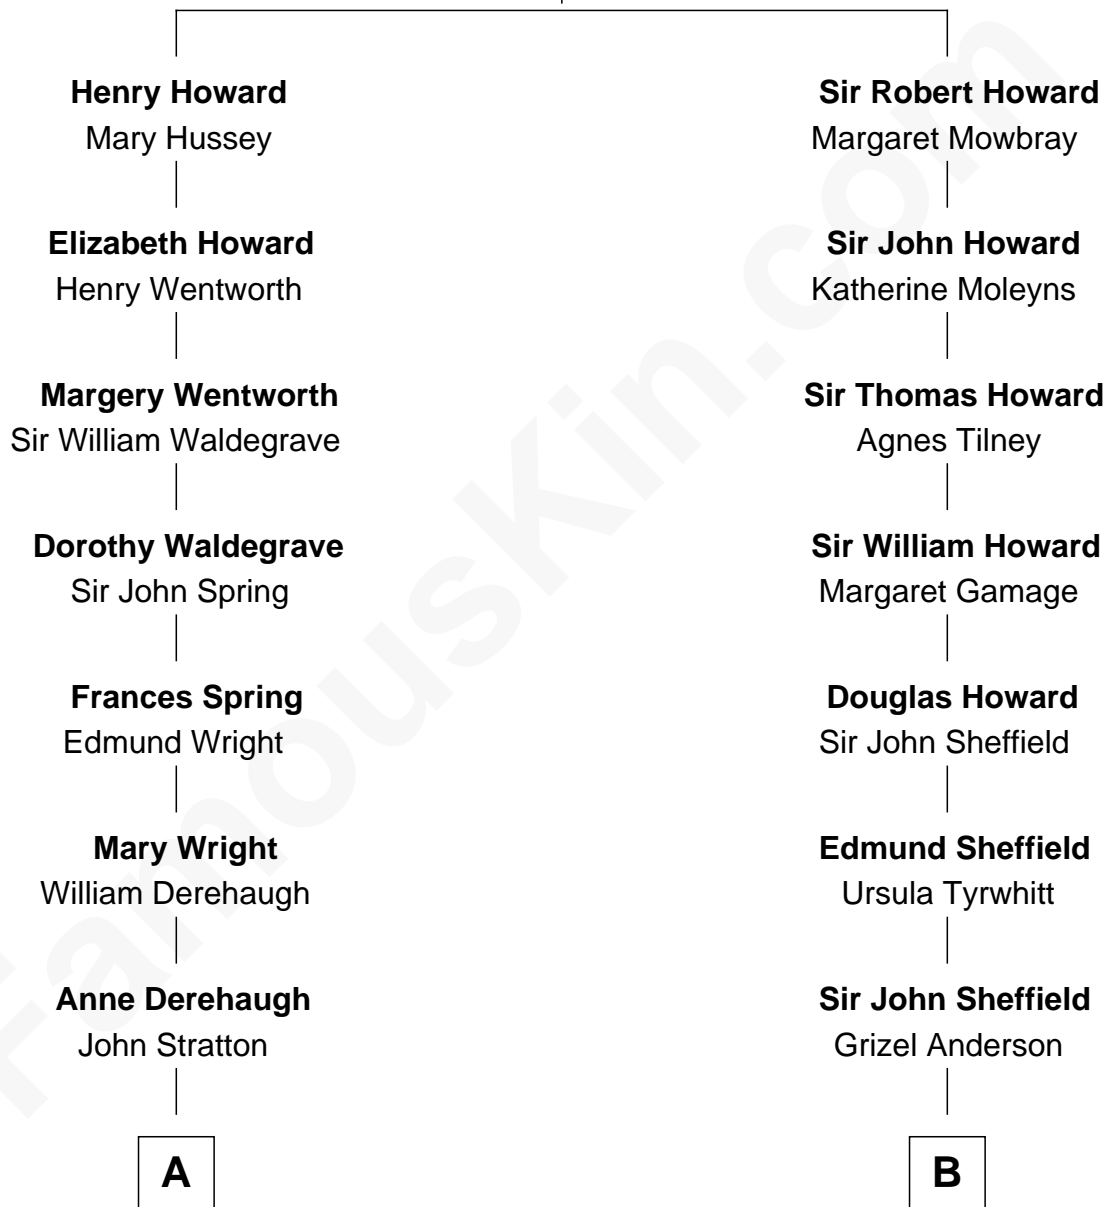 Henry Howard
Mary Hussey
Elizabeth Howard
Henry Wentworth
Margery Wentworth
Sir William Waldegrave
Dorothy Waldegrave
Sir John Spring
Frances Spring
Edmund Wright
Mary Wright
William Derehaugh
Anne Derehaugh
John Stratton
A
Sir Robert Howard
Margaret Mowbray
Sir John Howard
Katherine Moleyns
Sir Thomas Howard
Agnes Tilney
Sir William Howard
Margaret Gamage
Douglas Howard
Sir John Sheffield
Edmund Sheffield
Ursula Tyrwhitt
Sir John Sheffield
Grizel Anderson
B
FamousKin.com